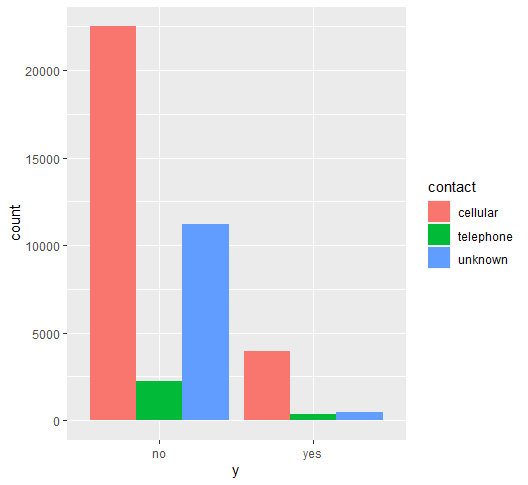 20000
15000
10000
5000
0
count
no
yes
y
contact
cellular
telephone
unknown